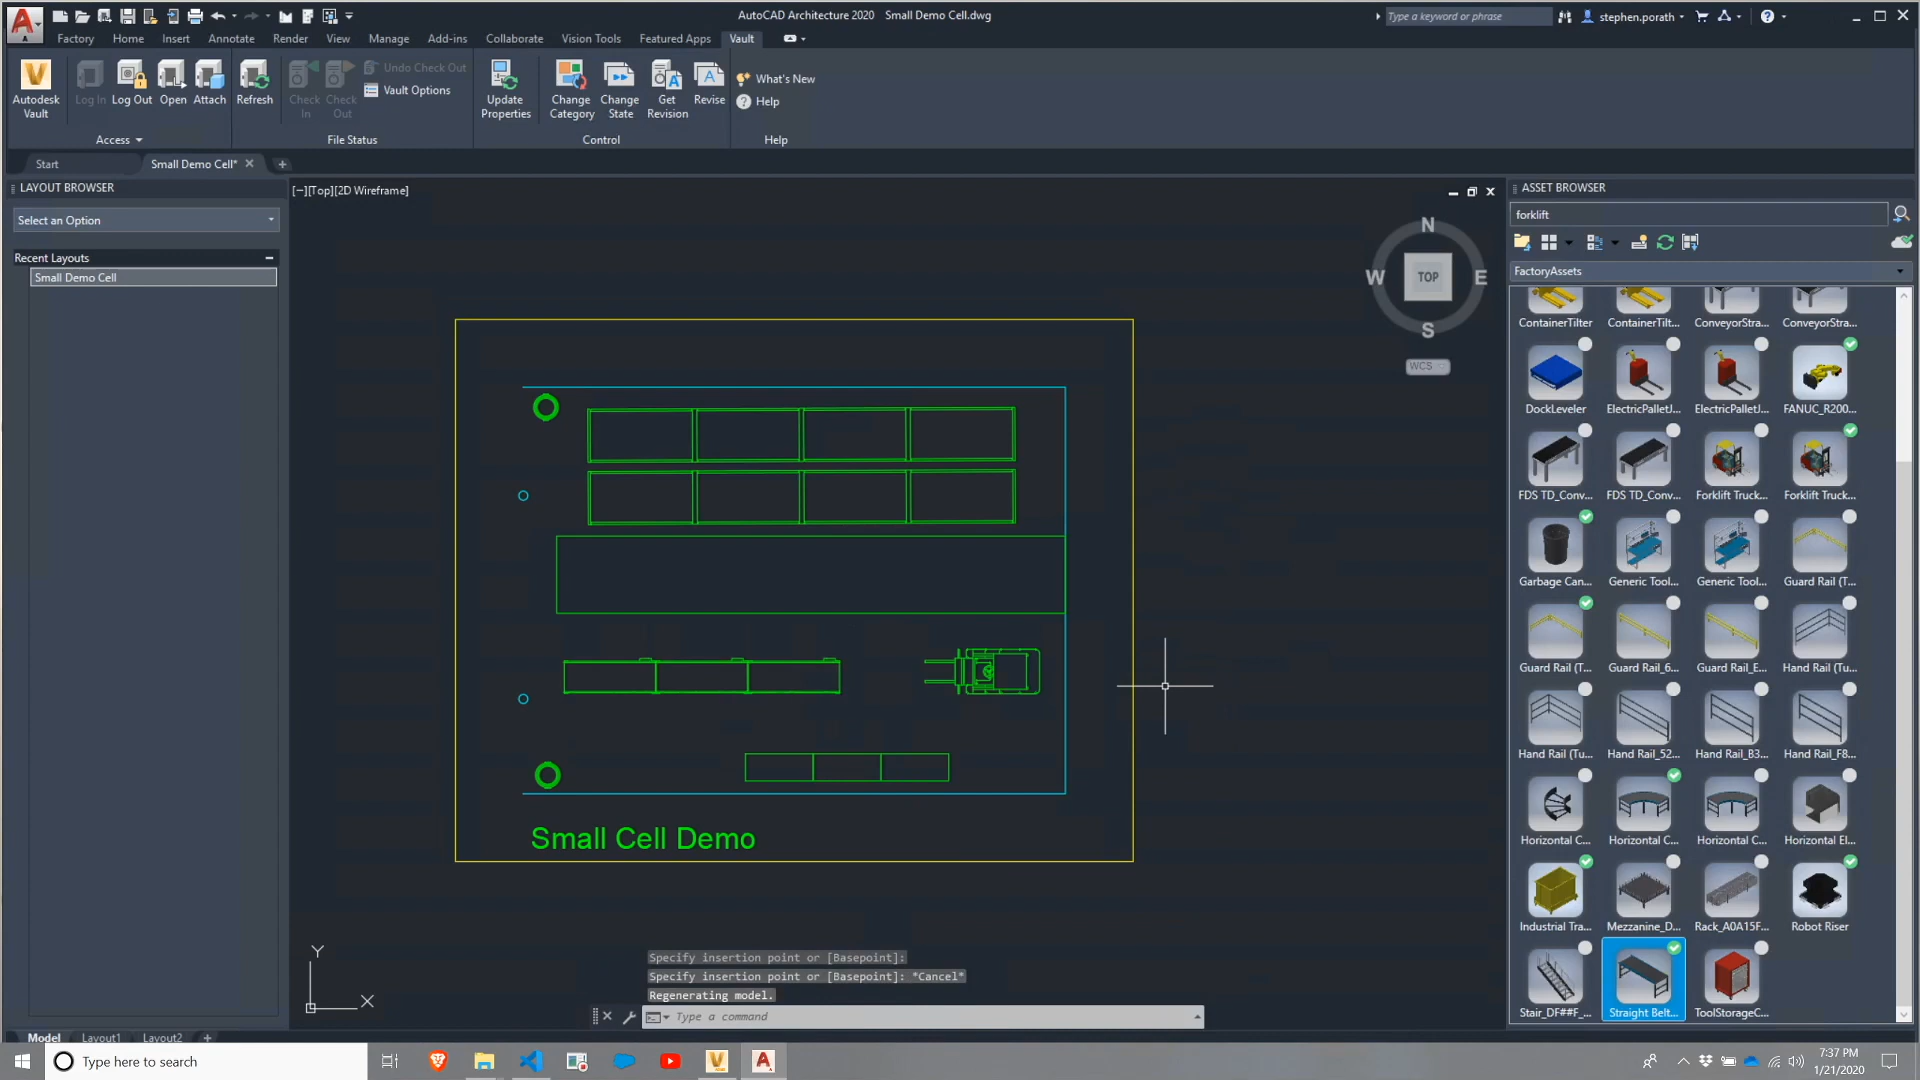 AutoCAD Architecture 2020 Small Demo Cell.dwg
Type a keyword or phrase
stephen.porath
Factory Home Insert Annotate Render View Manage Add-ins Collaborate Vision Tools Featured Apps Vault
Autodesk Vault
Log In
Log Out
Open
Attach
Refresh
Check In
Check Out
Undo Check Out
Vault Options
Update Properties
Change Category
Change State
Get Revision
Revise
What's New
Help
Access
File Status
Control
Help
Start
Small Demo Cell*
LAYOUT BROWSER
Select an Option
Recent Layouts
Small Demo Cell
[−][Top][2D Wireframe]
N
W
TOP
E
S
WCS
Small Cell Demo
Y
X
Specify insertion point or [Basepoint]:
Specify insertion point or [Basepoint]: *Cancel*
Regenerating model.
Type a command
Model Layout1 Layout2
ASSET BROWSER
forklift
FactoryAssets
ContainerTilter ContainerTilt... ConveyorStra... ConveyorStra...
DockLeveler ElectricPalletJ... ElectricPalletJ... FANUC_R200...
FDS TD_Conv... FDS TD_Conv... Forklift Truck... Forklift Truck...
Garbage Can... Generic Tool... Generic Tool... Guard Rail (T...
Guard Rail (T... Guard Rail_6... Guard Rail_E... Hand Rail (Tu...
Hand Rail (Tu... Hand Rail_52... Hand Rail_B3... Hand Rail_F8...
Horizontal C... Horizontal C... Horizontal C... Horizontal El...
Industrial Tra... Mezzanine_D... Rack_A0A15F... Robot Riser
Stair_DF##F_... Straight Belt... ToolStorageC...
Type here to search
7:37 PM
1/21/2020